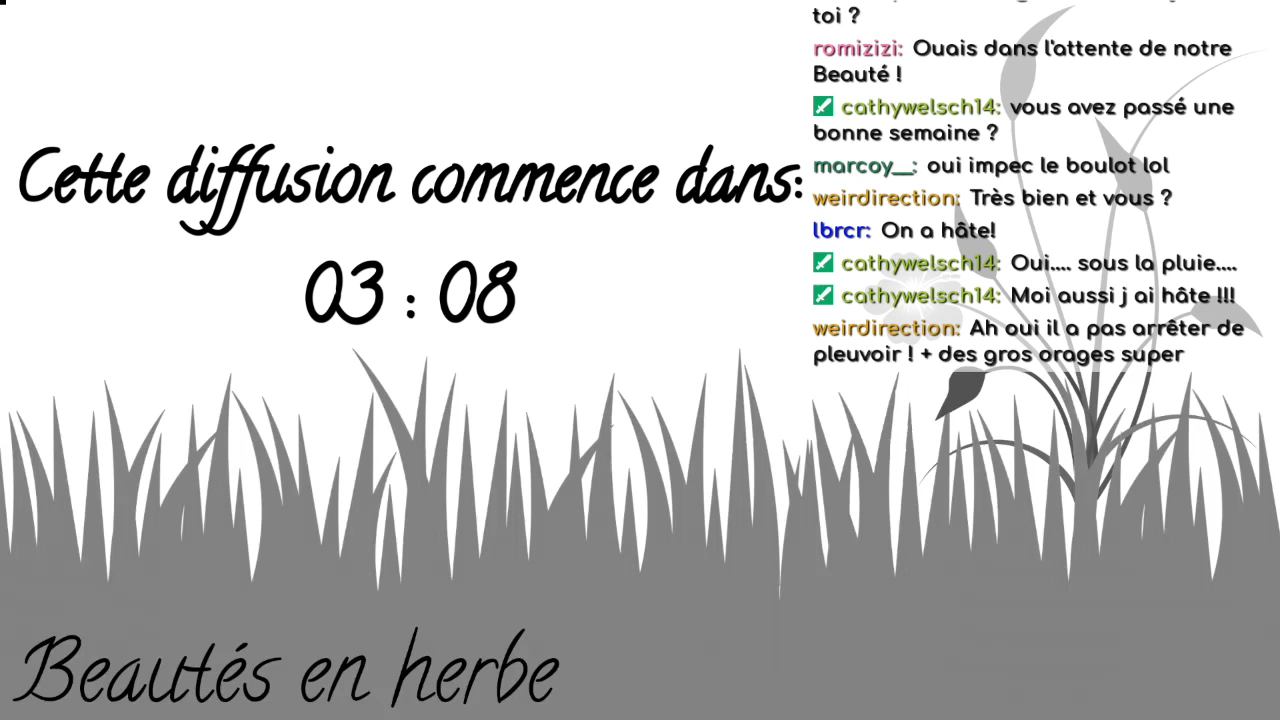 Cette diffusion commence dans:
03 : 08
toi ?
romizizi: Ouais dans l'attente de notre
Beauté !
cathywelsch14: vous avez passé une
bonne semaine ?
marcoy__: oui impec le boulot lol
weirdirection: Très bien et vous ?
lbrcr: On a hâte!
cathywelsch14: Oui.... sous la pluie....
cathywelsch14: Moi aussi j ai hâte !!!
weirdirection: Ah oui il a pas arrêter de
pleuvoir ! + des gros orages super
Beautés en herbe